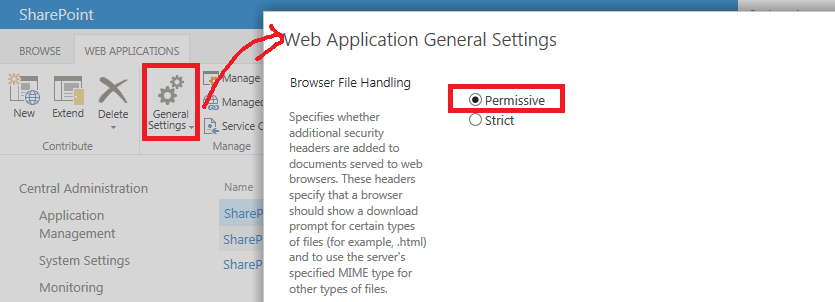 SharePoint
BROWSE
WEB APPLICATIONS
New
Extend
Delete
General
Settings
Manage
Managed
Service C
Contribute
Manage
Central Administration
Application
Management
System Settings
Monitoring
Name
ShareP
ShareP
ShareP
Web Application General Settings
Browser File Handling
Specifies whether
additional security
headers are added to
documents served to web
browsers. These headers
specify that a browser
should show a download
prompt for certain types
of files (for example, .html)
and to use the server's
specified MIME type for
other types of files.
Permissive
Strict